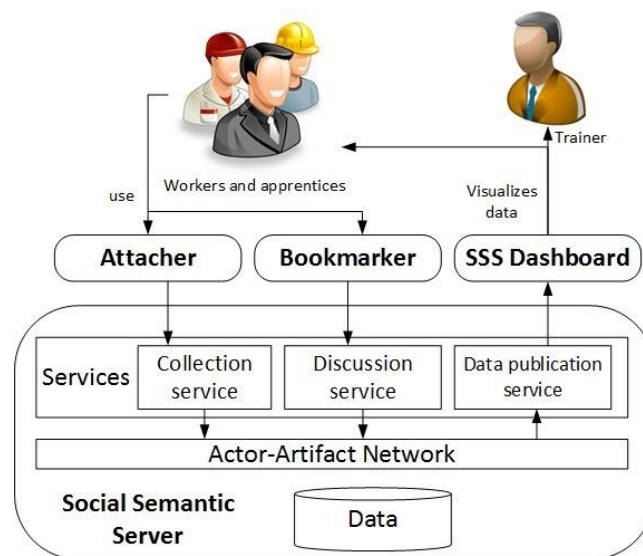 Trainer
Workers and apprentices
use
Visualizes
data
Attacher
Bookmarker
SSS Dashboard
Services
Collection
service
Discussion
service
Data publication
service
Actor-Artifact Network
Social Semantic
Server
Data